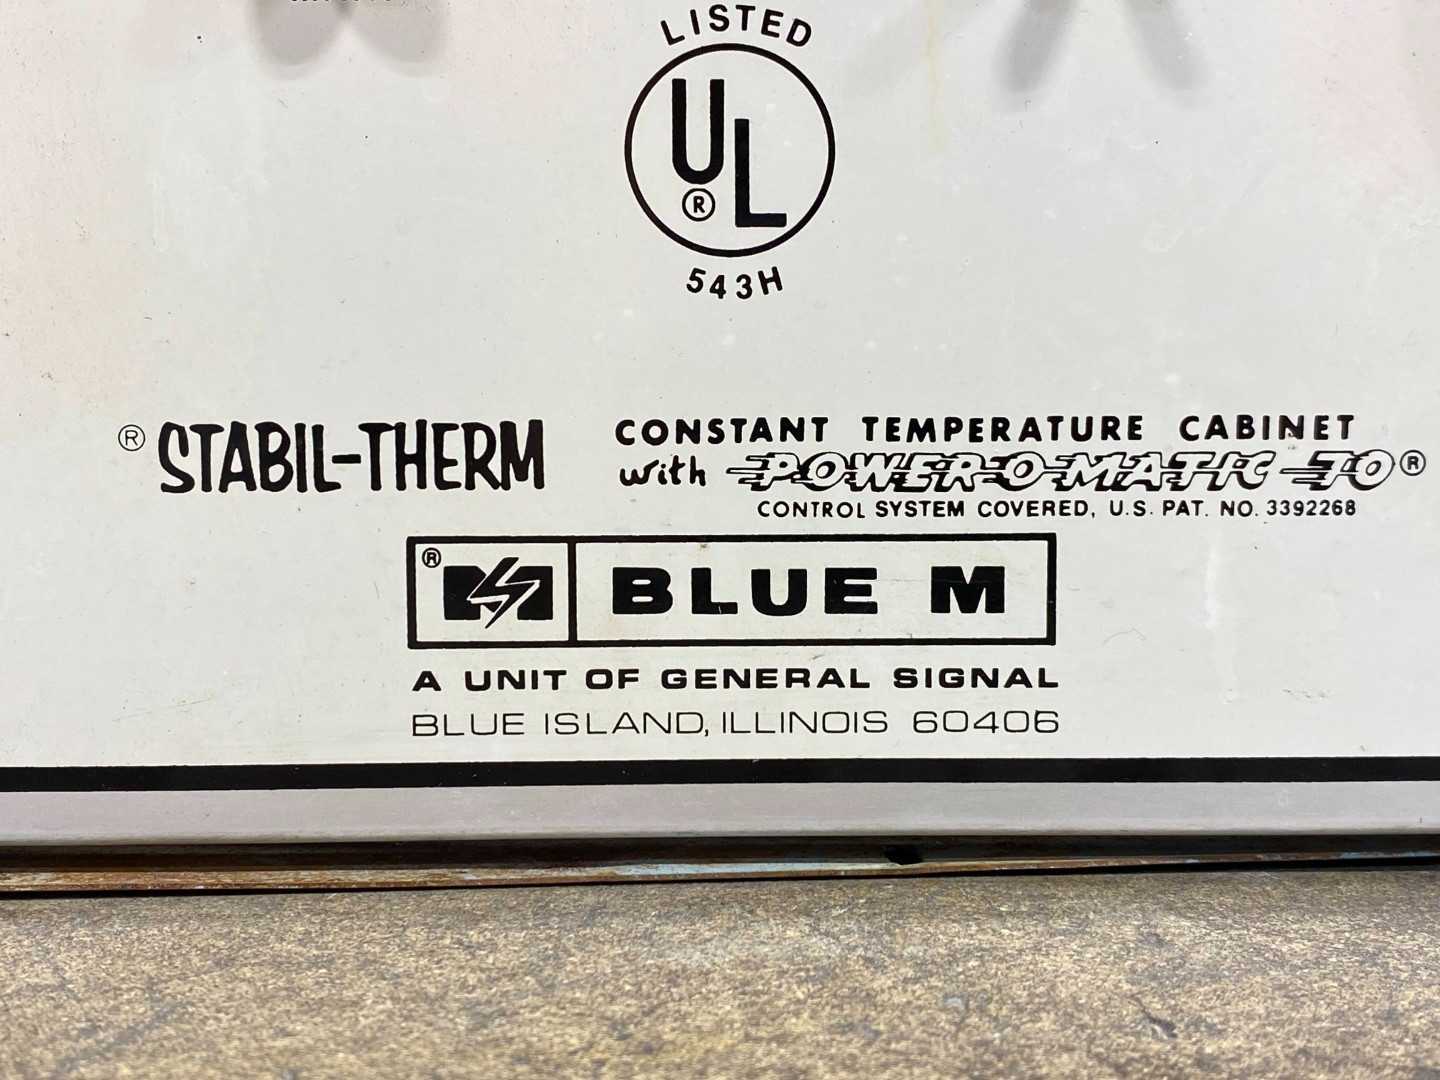 LISTED
UL
®
543H
® STABIL-THERM
CONSTANT TEMPERATURE CABINET
with POWER-O-MATIC 70 ®
CONTROL SYSTEM COVERED, U.S. PAT. NO. 3392268
® BLUE M
A UNIT OF GENERAL SIGNAL
BLUE ISLAND, ILLINOIS 60406